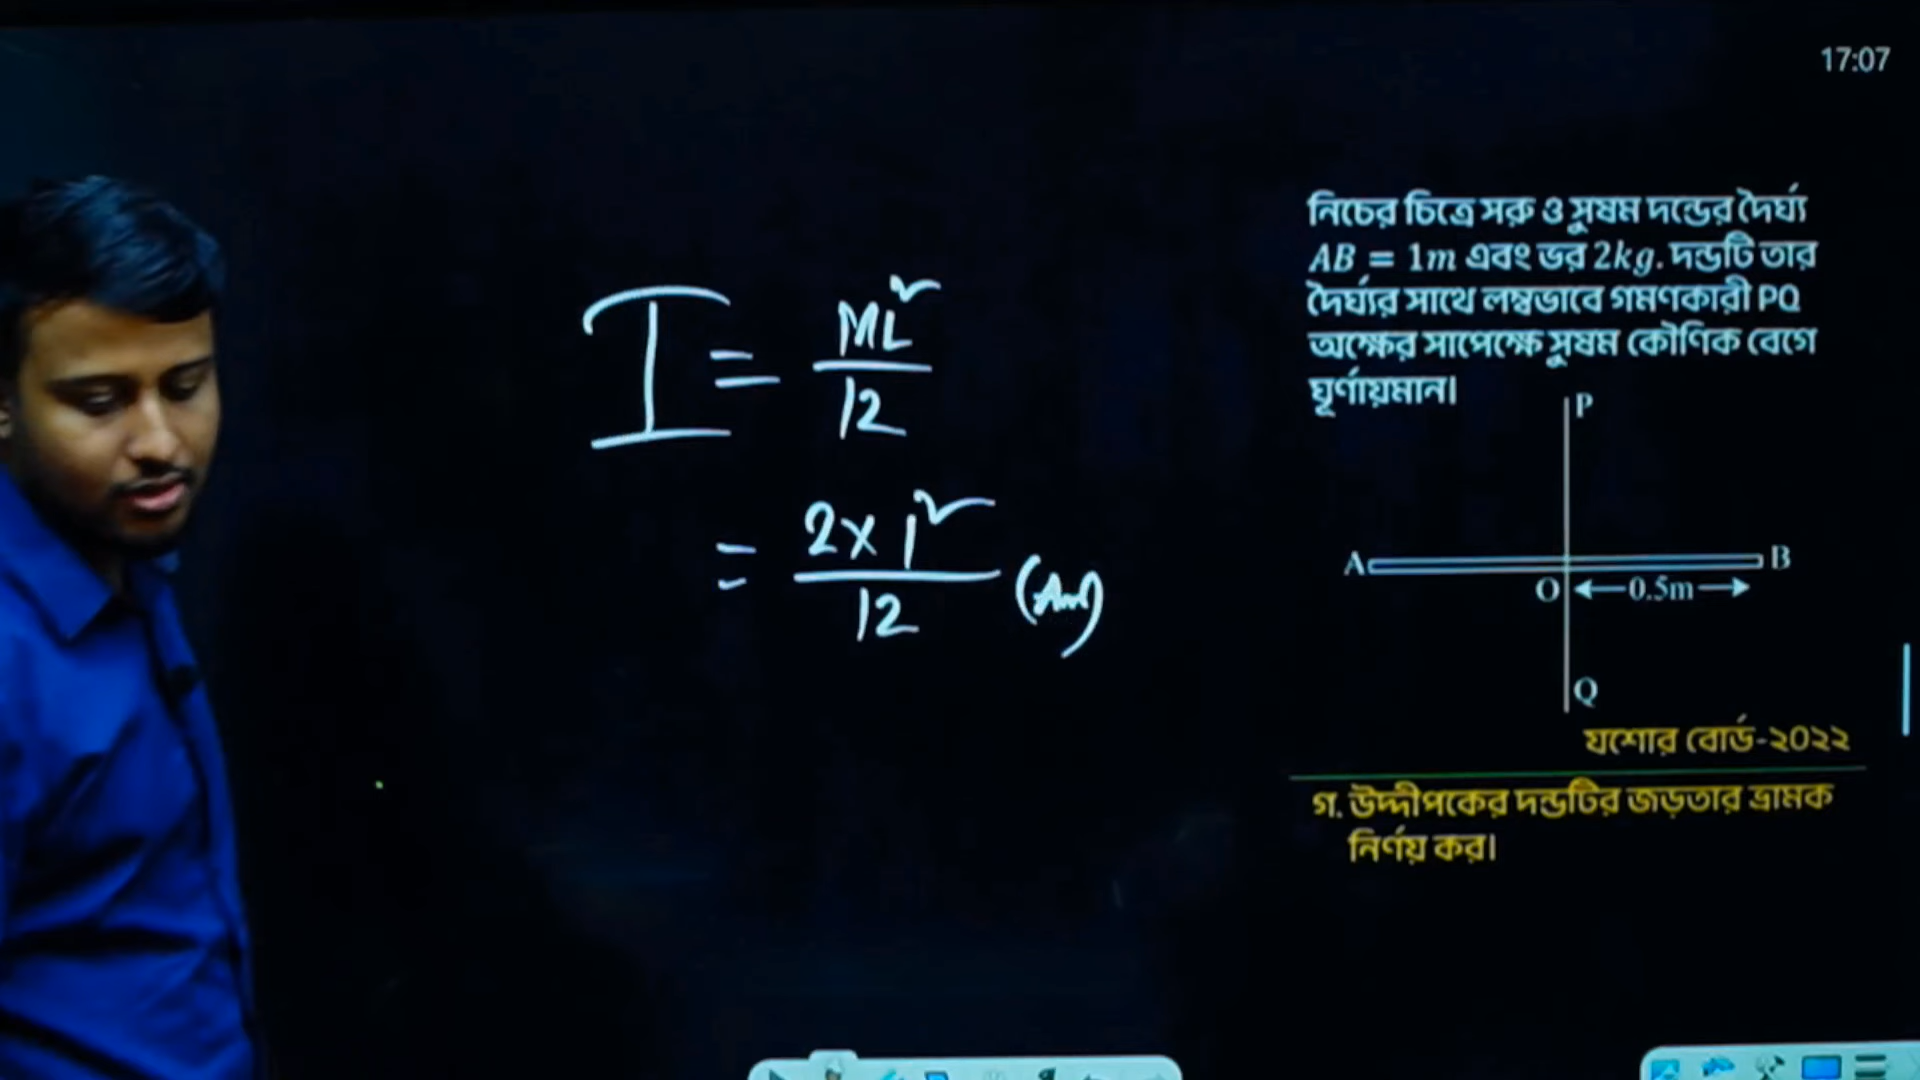 17:07
নিচের চিত্রে সরু ও সুষম দন্ডের দৈর্ঘ্য
AB = 1m এবং ভর 2kg. দন্ডটি তার
দৈর্ঘ্যের সাথে লম্বভাবে গমণকারী PQ
অক্ষের সাপেক্ষে সুষম কৌণিক বেগে
ঘূর্ণায়মান।
I = ML²/12
= 2×1²/12 (Ans)
P
A B
O 0.5m
Q
যশোর বোর্ড-২০২২
গ. উদ্দীপকের দন্ডটির জড়তার ভ্রামক
নির্ণয় কর।